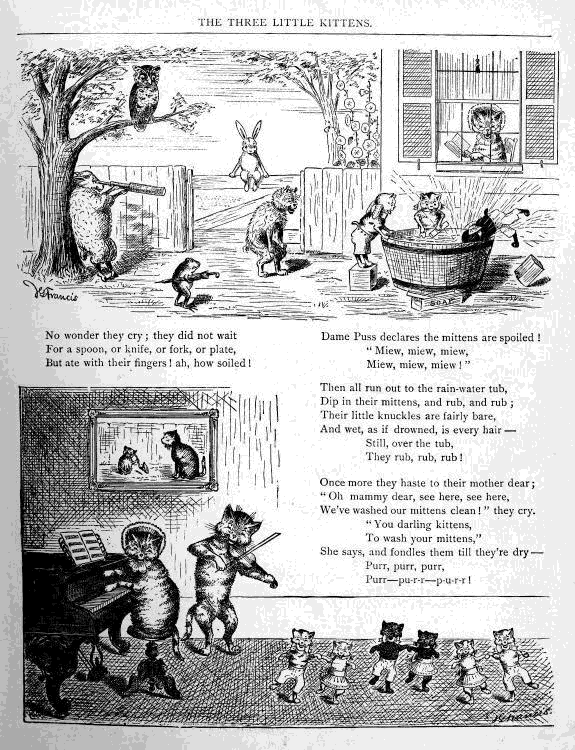 THE THREE LITTLE KITTENS.
J G Francis
SOAP
No wonder they cry; they did not wait
For a spoon, or knife, or fork, or plate,
But ate with their fingers! ah, how soiled!
Dame Puss declares the mittens are spoiled!
"Miew, miew, miew,
Miew, miew, miew!"
Then all run out to the rain-water tub,
Dip in their mittens, and rub, and rub;
Their little knuckles are fairly bare,
And wet, as if drowned, is every hair—
Still, over the tub,
They rub, rub, rub!
Once more they haste to their mother dear;
"Oh mammy dear, see here, see here,
We've washed our mittens clean!" they cry.
"You darling kittens,
To wash your mittens,"
She says, and fondles them till they're dry—
Purr, purr, purr,
Purr—pu-r-r—p-u-r-r!
J G Francis